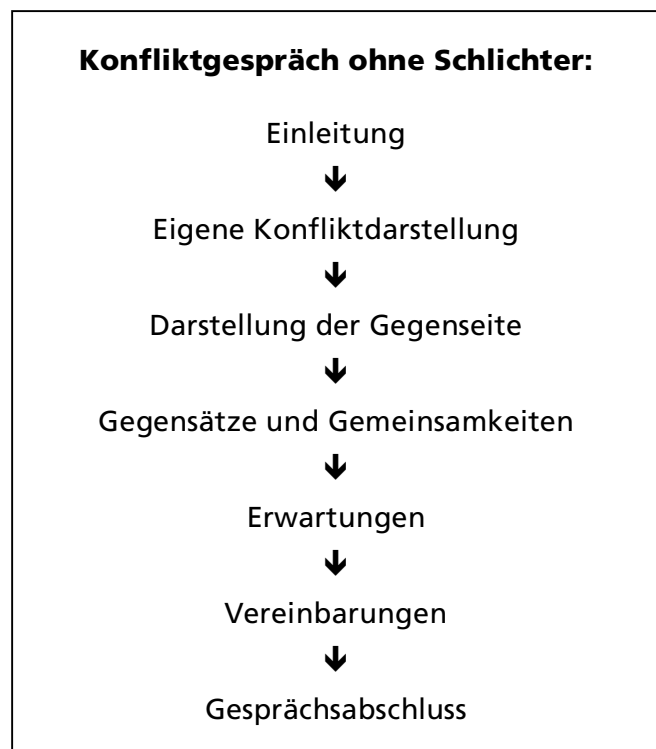 Konfliktgespräch ohne Schlichter:
Einleitung
🡻
Eigene Konfliktdarstellung
🡻
Darstellung der Gegenseite
🡻
Gegensätze und Gemeinsamkeiten
🡻
Erwartungen
🡻
Vereinbarungen
🡻
Gesprächsabschluss